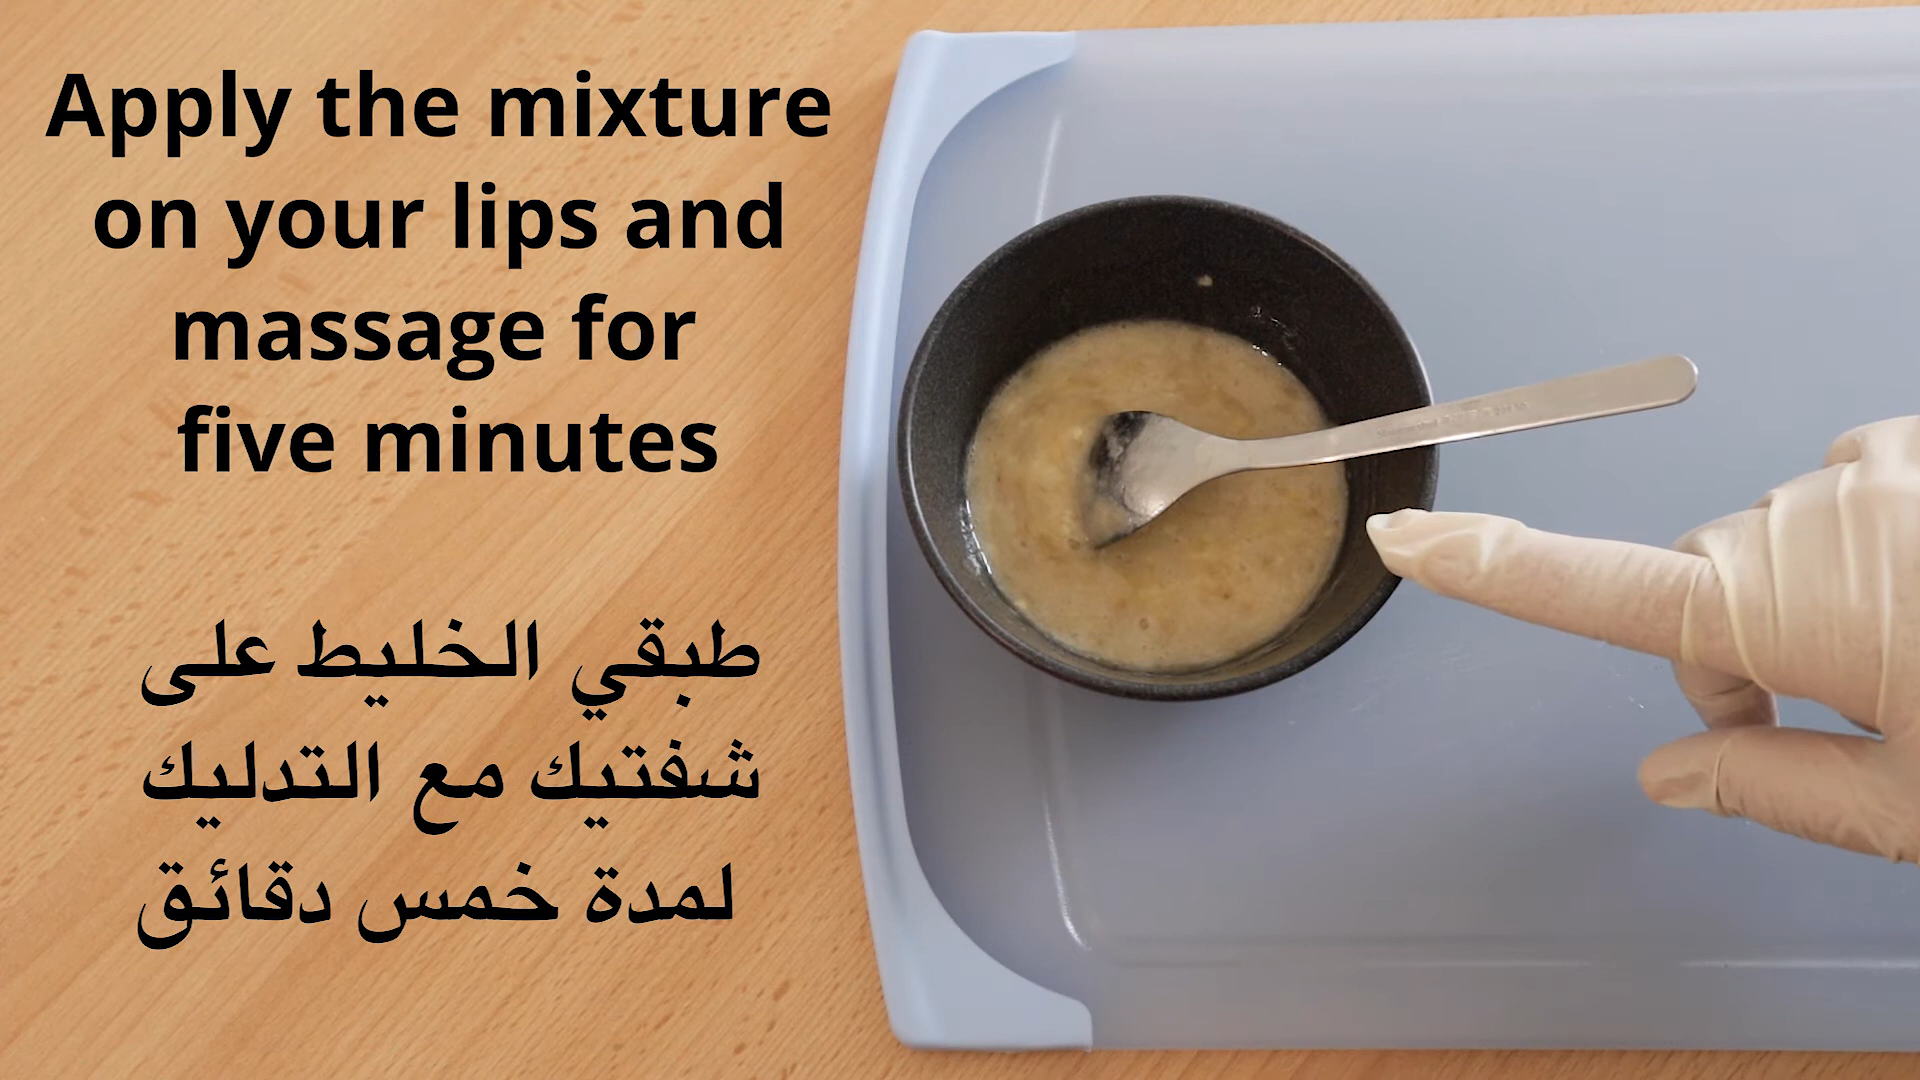 Apply the mixture
on your lips and
massage for
five minutes
طبقي الخليط على
شفتيك مع التدليك
لمدة خمس دقائق